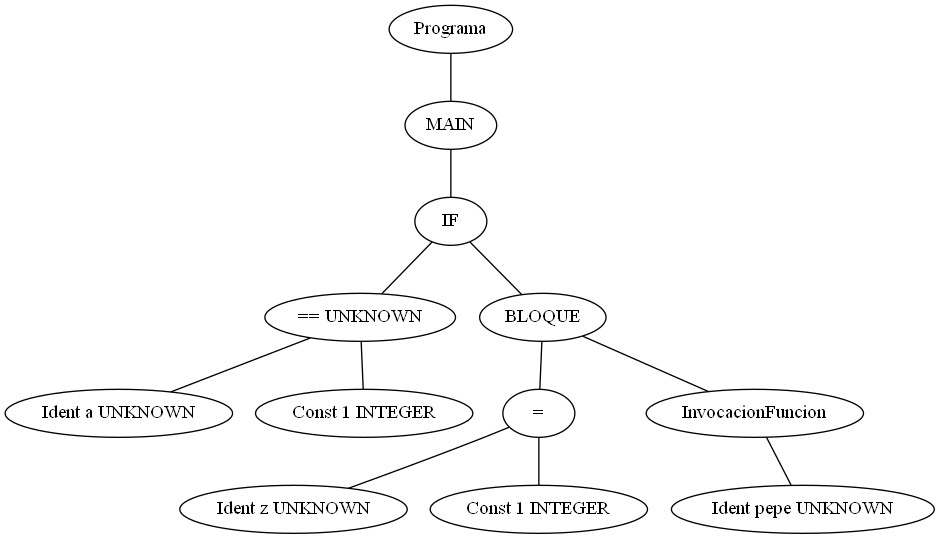 Programa
MAIN
IF
== UNKNOWN
BLOQUE
Ident a UNKNOWN
Const 1 INTEGER
=
InvocacionFuncion
Ident z UNKNOWN
Const 1 INTEGER
Ident pepe UNKNOWN